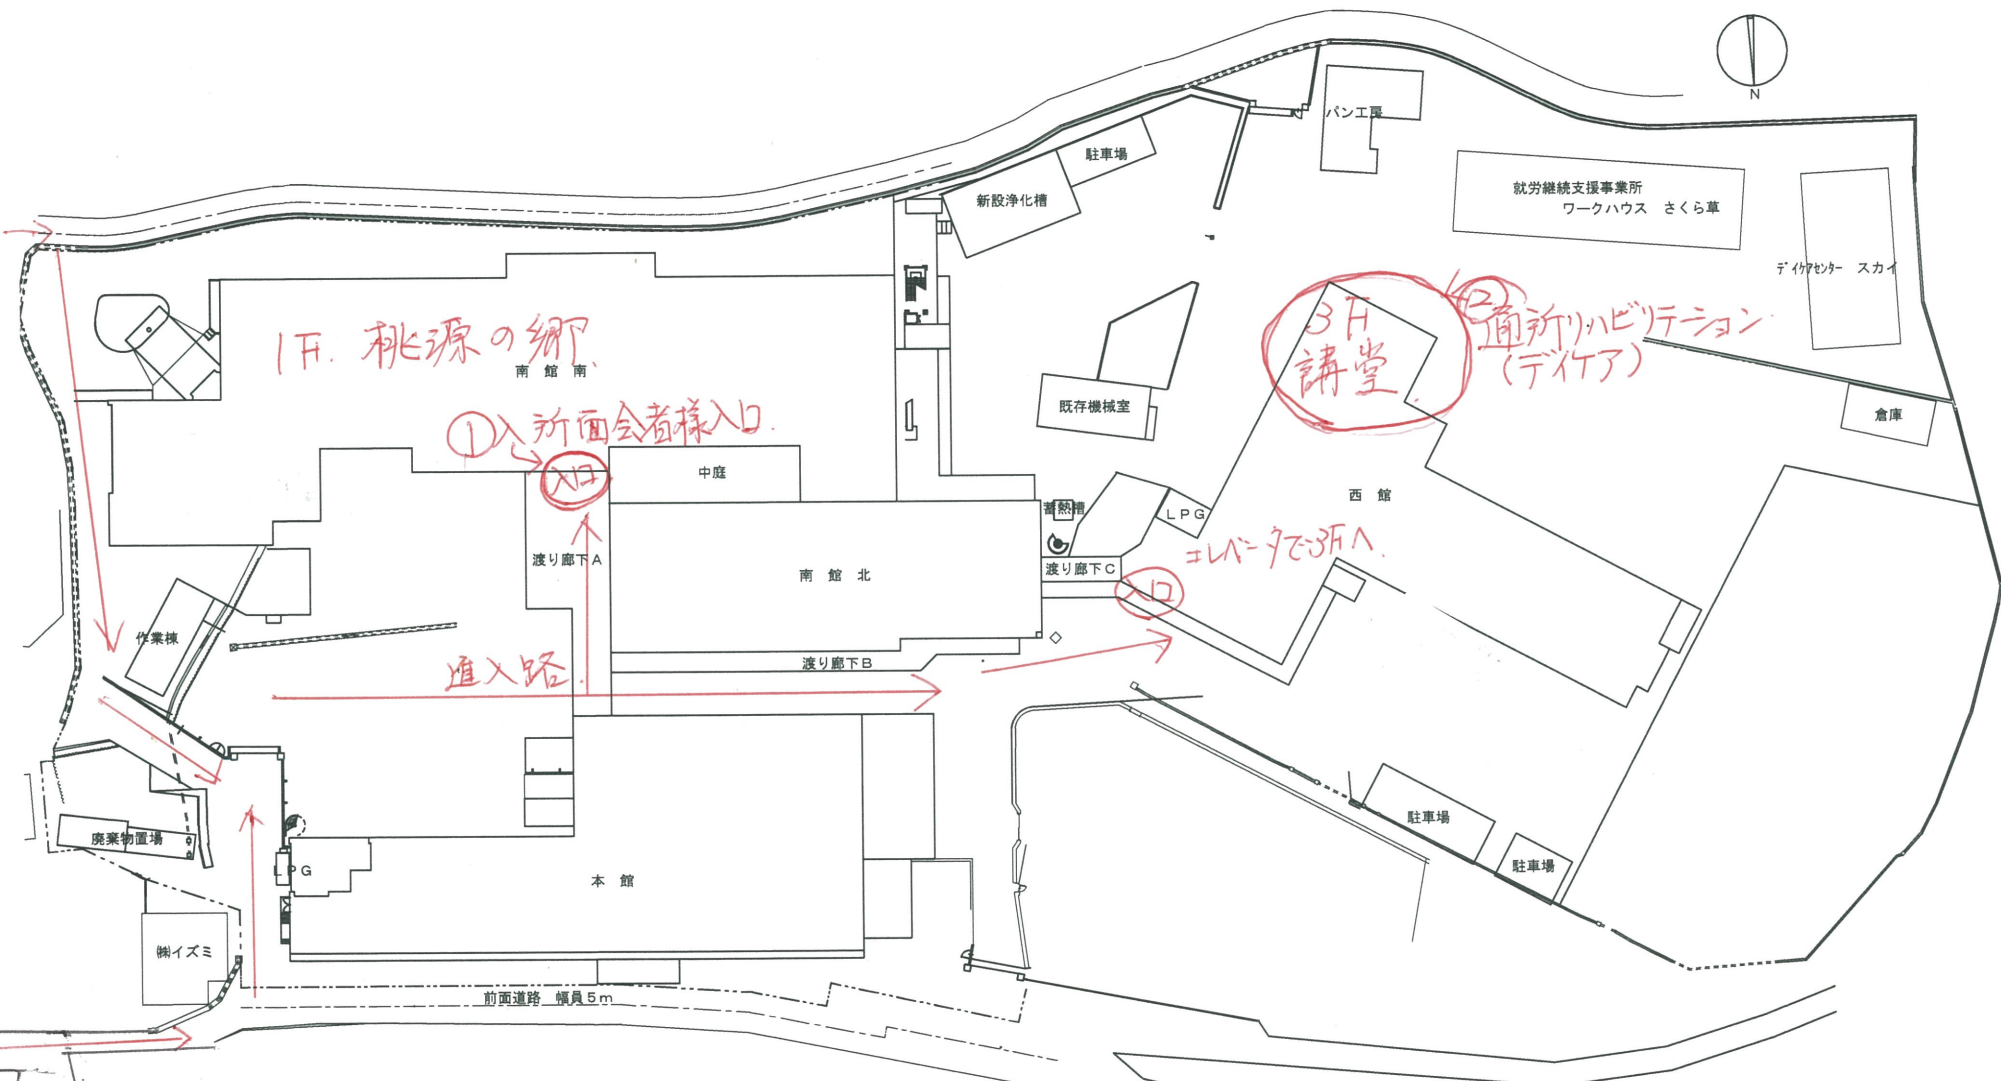 N
パン工房
駐車場
新設浄化槽
就労継続支援事業所
ワークハウス さくら草
デイケアセンター スカイ
1F. 桃源の郷
南館南
3F
講堂
②
通所リハビリテーション
(デイケア)
①入所面会者様入口
入口
中庭
既存機械室
倉庫
西館
蓄熱槽
LPG
エレベータで3Fへ
渡り廊下A
南館北
渡り廊下C
入口
作業棟
渡り廊下B
進入路
駐車場
駐車場
廃棄物置場
LPG
本館
㈱イズミ
前面道路 幅員5m